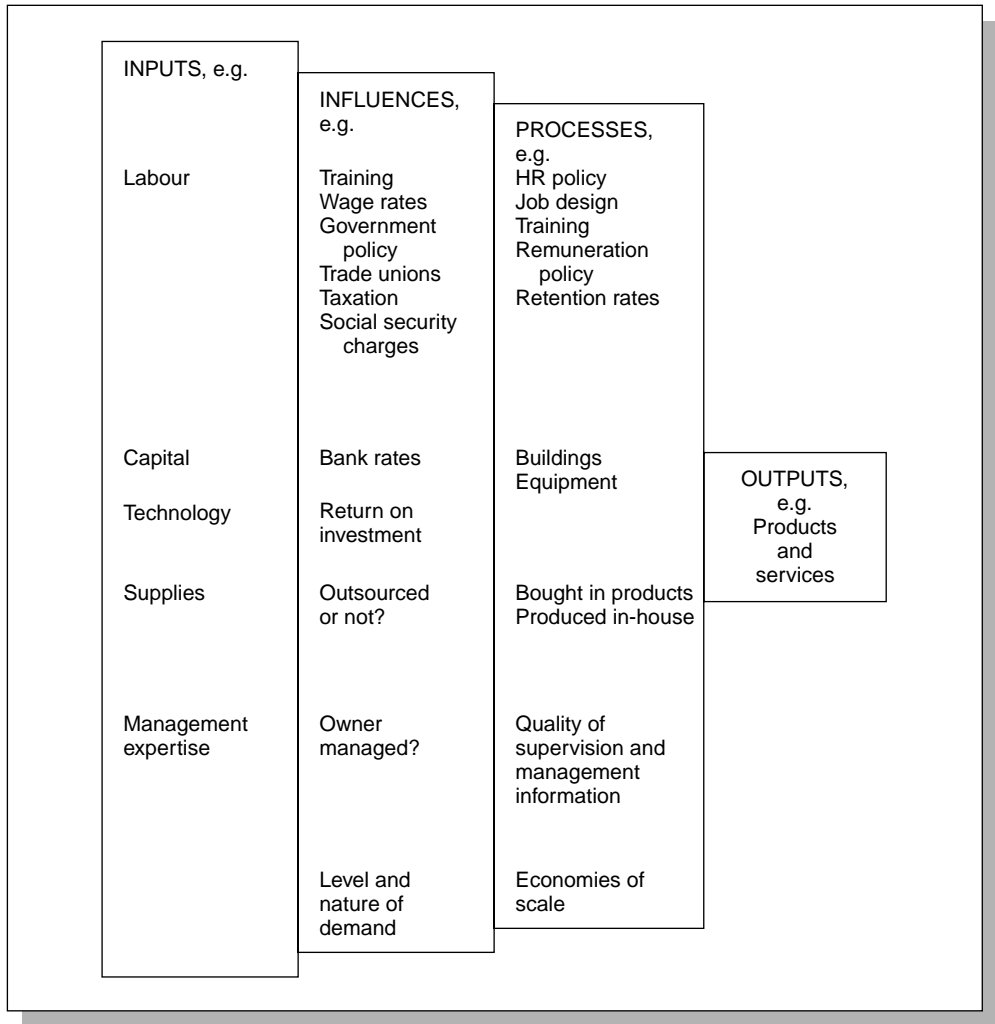 INPUTS, e.g.
Labour
Capital
Technology
Supplies
Management
expertise
INFLUENCES,
e.g.
Training
Wage rates
Government
policy
Trade unions
Taxation
Social security
charges
Bank rates
Return on
investment
Outsourced
or not?
Owner
managed?
Level and
nature of
demand
PROCESSES,
e.g.
HR policy
Job design
Training
Remuneration
policy
Retention rates
Buildings
Equipment
Bought in products
Produced in-house
Quality of
supervision and
management
information
Economies of
scale
OUTPUTS,
e.g.
Products
and
services